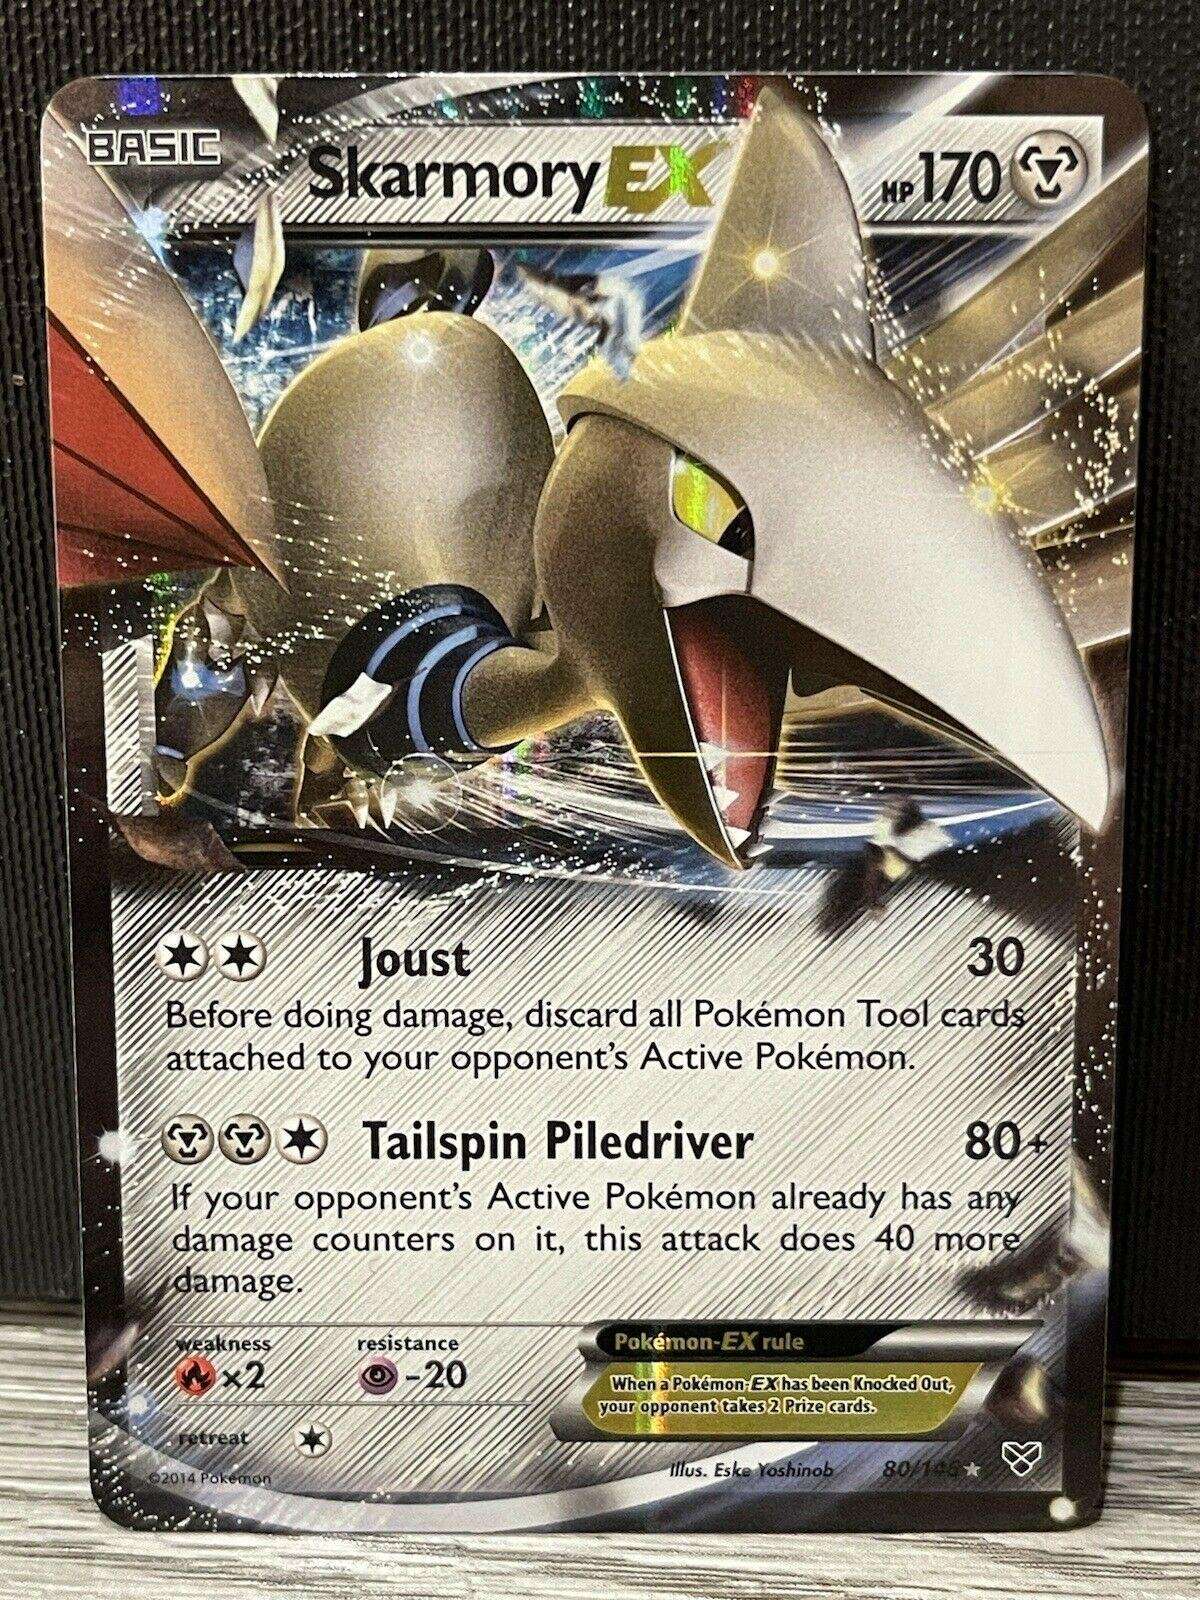 BASIC
Skarmory EX HP 170
Joust 30
Before doing damage, discard all Pokémon Tool cards
attached to your opponent's Active Pokémon.
Tailspin Piledriver 80+
If your opponent's Active Pokémon already has any
damage counters on it, this attack does 40 more
damage.
weakness resistance
×2 -20
retreat
Pokémon-EX rule
When a Pokémon-EX has been Knocked Out,
your opponent takes 2 Prize cards.
©2014 Pokémon
Illus. Eske Yoshinob 80/146